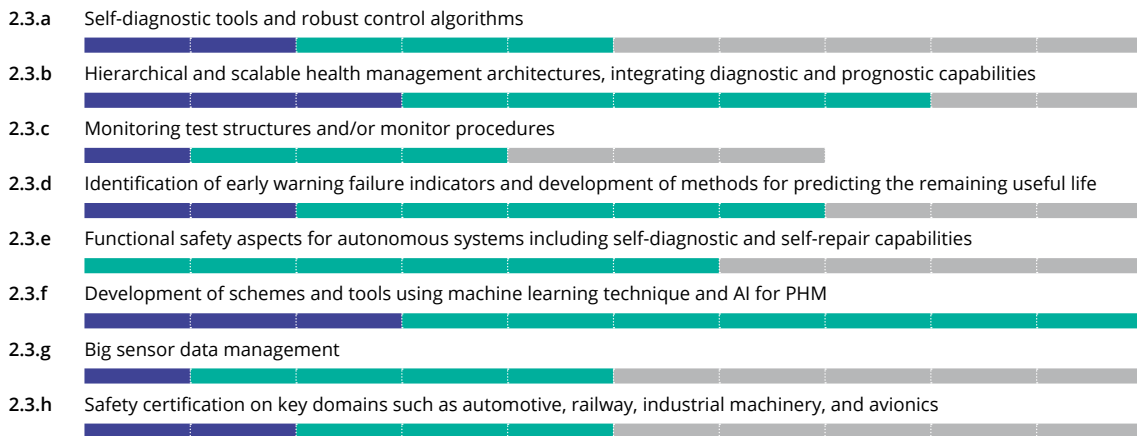 2.3.a Self-diagnostic tools and robust control algorithms
2.3.b Hierarchical and scalable health management architectures, integrating diagnostic and prognostic capabilities
2.3.c Monitoring test structures and/or monitor procedures
2.3.d Identification of early warning failure indicators and development of methods for predicting the remaining useful life
2.3.e Functional safety aspects for autonomous systems including self-diagnostic and self-repair capabilities
2.3.f Development of schemes and tools using machine learning technique and AI for PHM
2.3.g Big sensor data management
2.3.h Safety certification on key domains such as automotive, railway, industrial machinery, and avionics